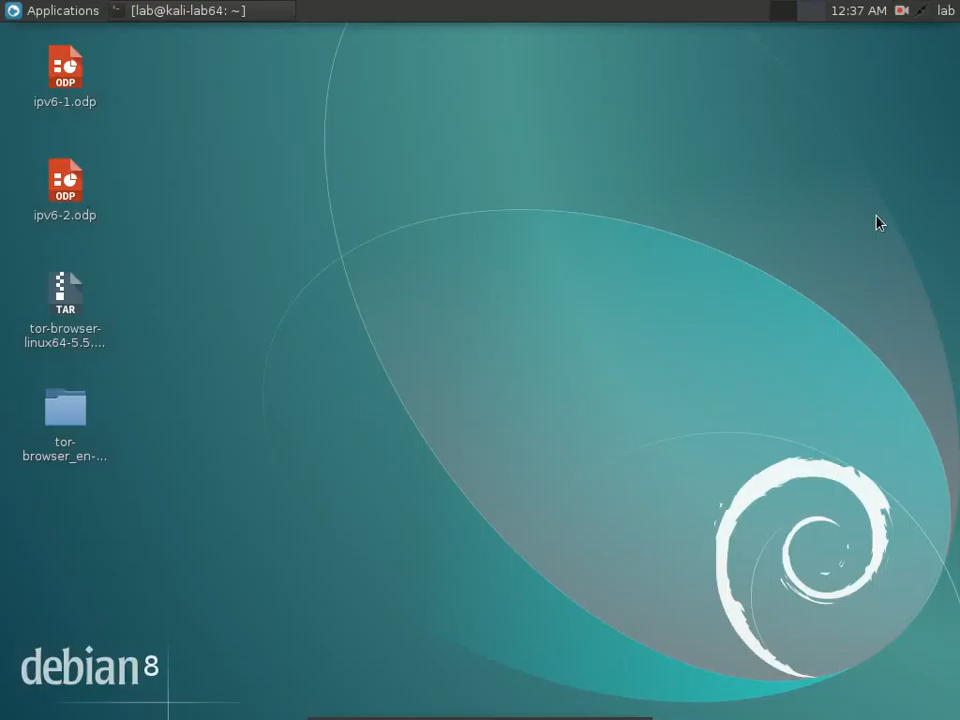 Applications
[lab@kali-lab64: ~]
12:37 AM
lab
ODP
ipv6-1.odp
ODP
ipv6-2.odp
TAR
tor-browser-
linux64-5.5....
tor-
browser_en-...
debian 8